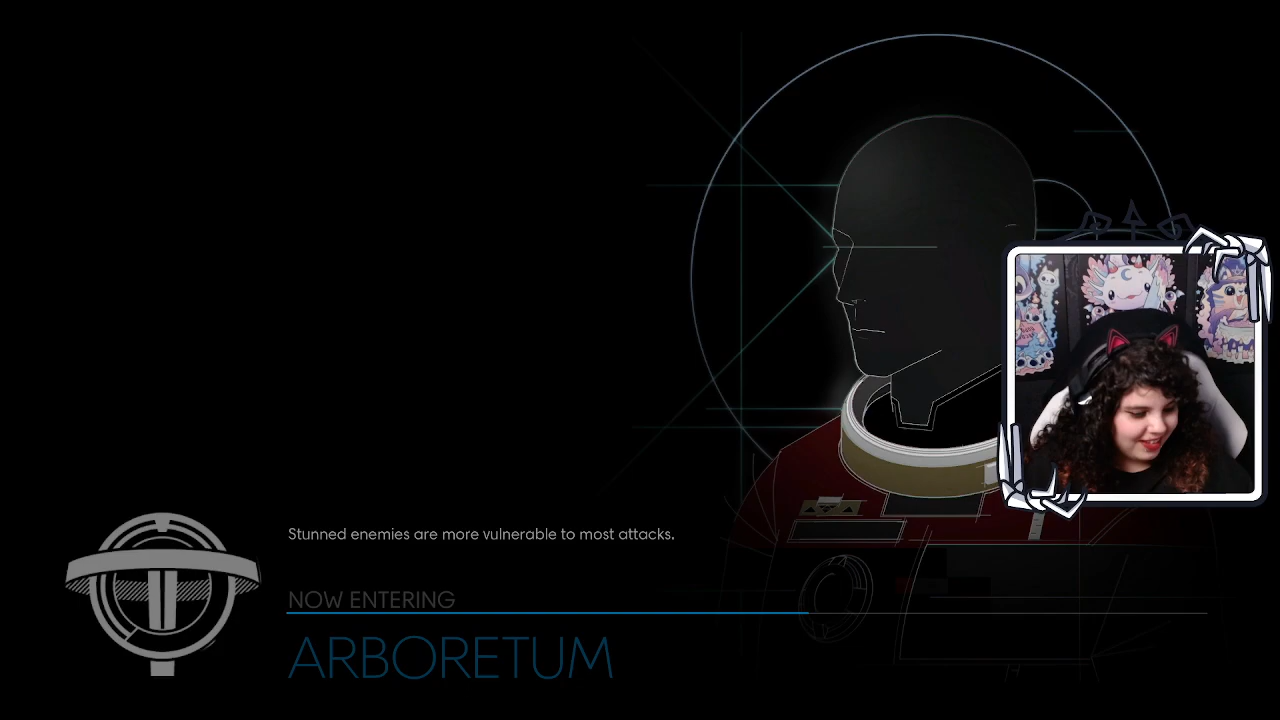 Stunned enemies are more vulnerable to most attacks.
NOW ENTERING
ARBORETUM